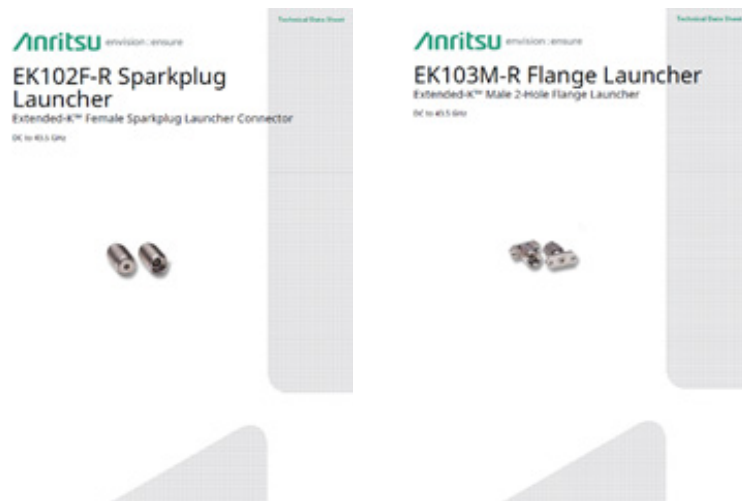 Technical Data Sheet
Anritsu envision : ensure
EK102F-R Sparkplug
Launcher
Extended-K™ Female Sparkplug Launcher Connector
DC to 43.5 GHz
Technical Data Sheet
Anritsu envision : ensure
EK103M-R Flange Launcher
Extended-K™ Male 2-Hole Flange Launcher
DC to 43.5 GHz